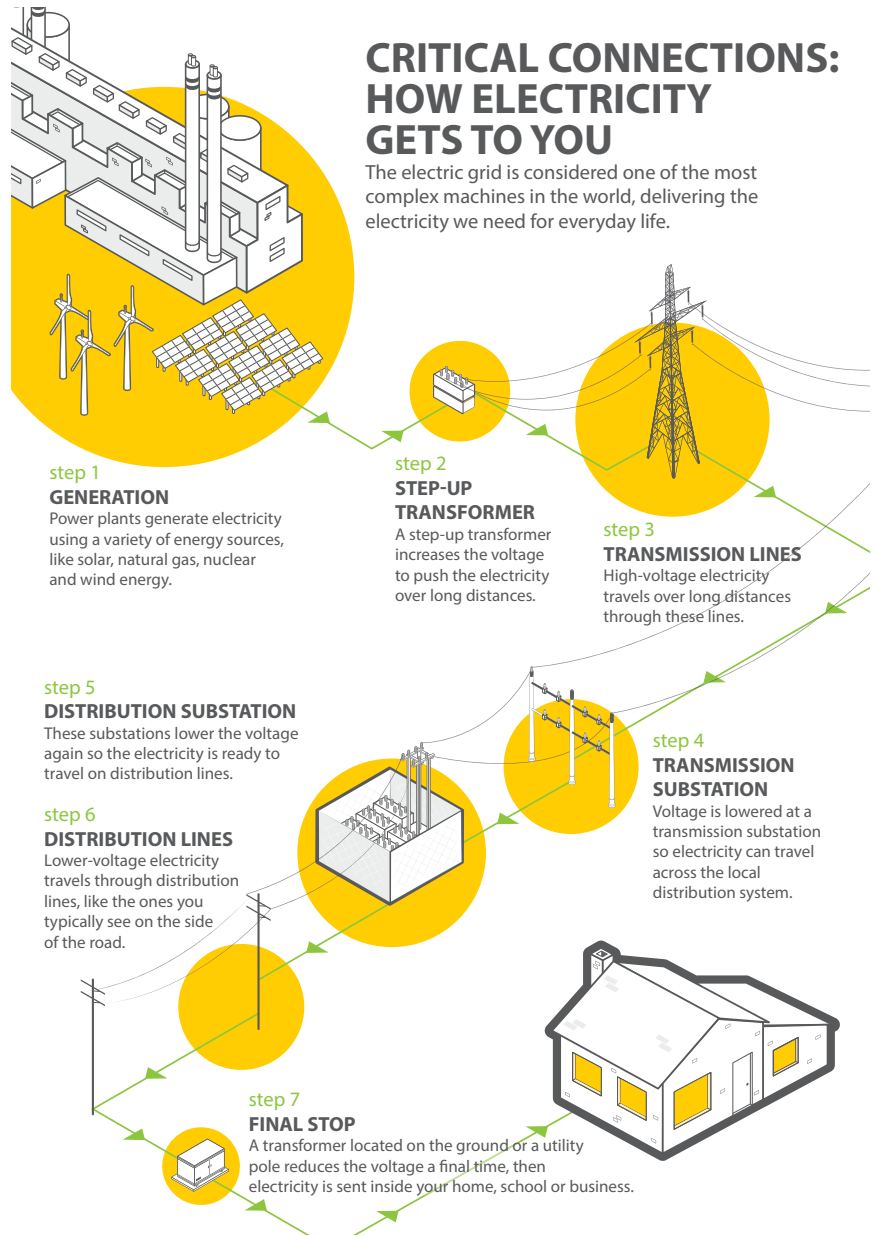 CRITICAL CONNECTIONS:
HOW ELECTRICITY
GETS TO YOU
The electric grid is considered one of the most
complex machines in the world, delivering the
electricity we need for everyday life.
step 1
GENERATION
Power plants generate electricity
using a variety of energy sources,
like solar, natural gas, nuclear
and wind energy.
step 2
STEP-UP
TRANSFORMER
A step-up transformer
increases the voltage
to push the electricity
over long distances.
step 3
TRANSMISSION LINES
High-voltage electricity
travels over long distances
through these lines.
step 4
TRANSMISSION
SUBSTATION
Voltage is lowered at a
transmission substation
so electricity can travel
across the local
distribution system.
step 5
DISTRIBUTION SUBSTATION
These substations lower the voltage
again so the electricity is ready to
travel on distribution lines.
step 6
DISTRIBUTION LINES
Lower-voltage electricity
travels through distribution
lines, like the ones you
typically see on the side
of the road.
step 7
FINAL STOP
A transformer located on the ground or a utility
pole reduces the voltage a final time, then
electricity is sent inside your home, school or business.